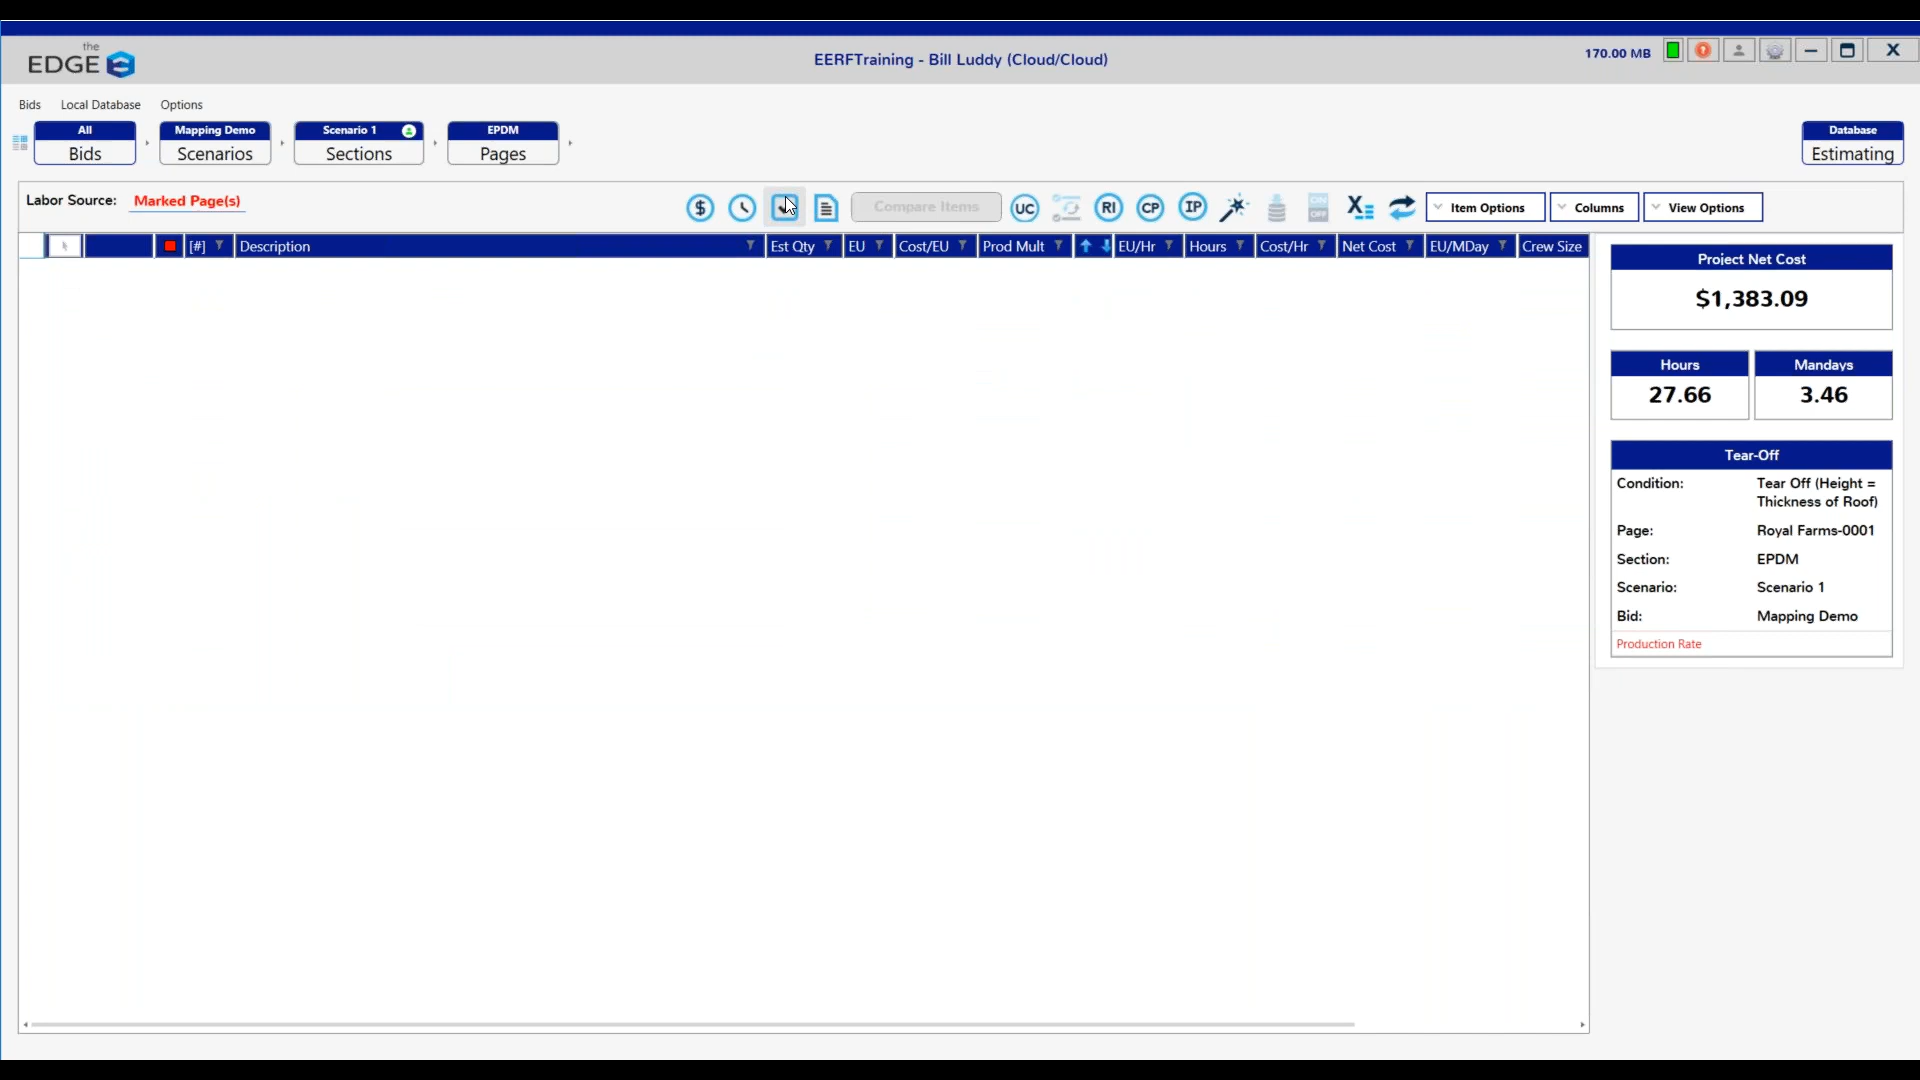 the
EDGE
EERFTraining - Bill Luddy (Cloud/Cloud)
170.00 MB
X
Bids Local Database Options
All
Bids
Mapping Demo
Scenarios
Scenario 1
Sections
EPDM
Pages
Database
Estimating
Labor Source: Marked Page(s)
$
Compare Items
UC
RI
CP
IP
ON
OFF
X
Item Options
Columns
View Options
[#] Description Est Qty EU Cost/EU Prod Mult EU/Hr Hours Cost/Hr Net Cost EU/MDay Crew Size
Project Net Cost
$1,383.09
Hours
27.66
Mandays
3.46
Tear-Off
Condition: Tear Off (Height =
Thickness of Roof)
Page: Royal Farms-0001
Section: EPDM
Scenario: Scenario 1
Bid: Mapping Demo
Production Rate